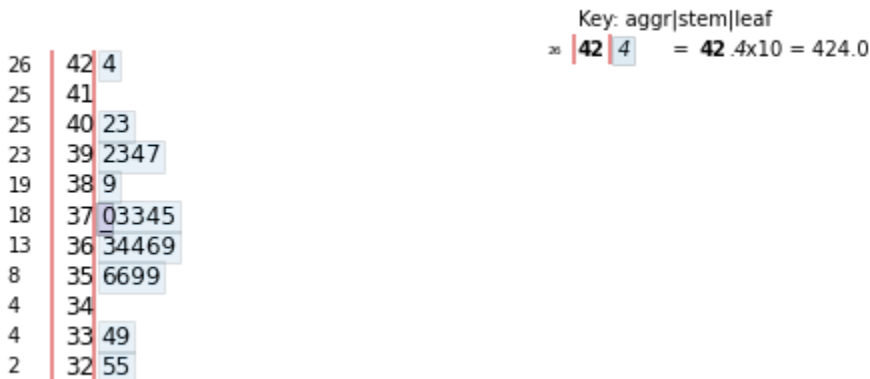 Key: aggr|stem|leaf
26 42 4 = 42 .4x10 = 424.0
26 42 4
25 41
25 40 23
23 39 2347
19 38 9
18 37 03345
13 36 34469
8 35 6699
4 34
4 33 49
2 32 55